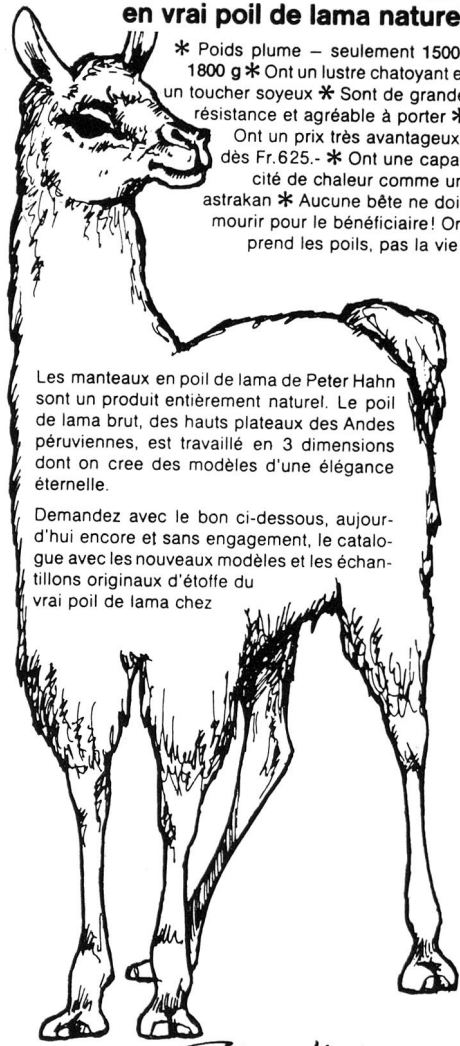 en vrai poil de lama nature
* Poids plume – seulement 1500
1800 g * Ont un lustre chatoyant e
un toucher soyeux * Sont de grande
résistance et agréable à porter *
Ont un prix très avantageux
dès Fr. 625.- * Ont une capa
cité de chaleur comme un
astrakan * Aucune bête ne doi
mourir pour le bénéficiaire! On
prend les poils, pas la vie
Les manteaux en poil de lama de Peter Hahn
sont un produit entièrement naturel. Le poil
de lama brut, des hauts plateaux des Andes
péruviennes, est travaillé en 3 dimensions
dont on cree des modèles d'une élégance
éternelle.
Demandez avec le bon ci-dessous, aujour-
d'hui encore et sans engagement, le catalo-
gue avec les nouveaux modèles et les échan-
tillons originaux d'étoffe du
vrai poil de lama chez